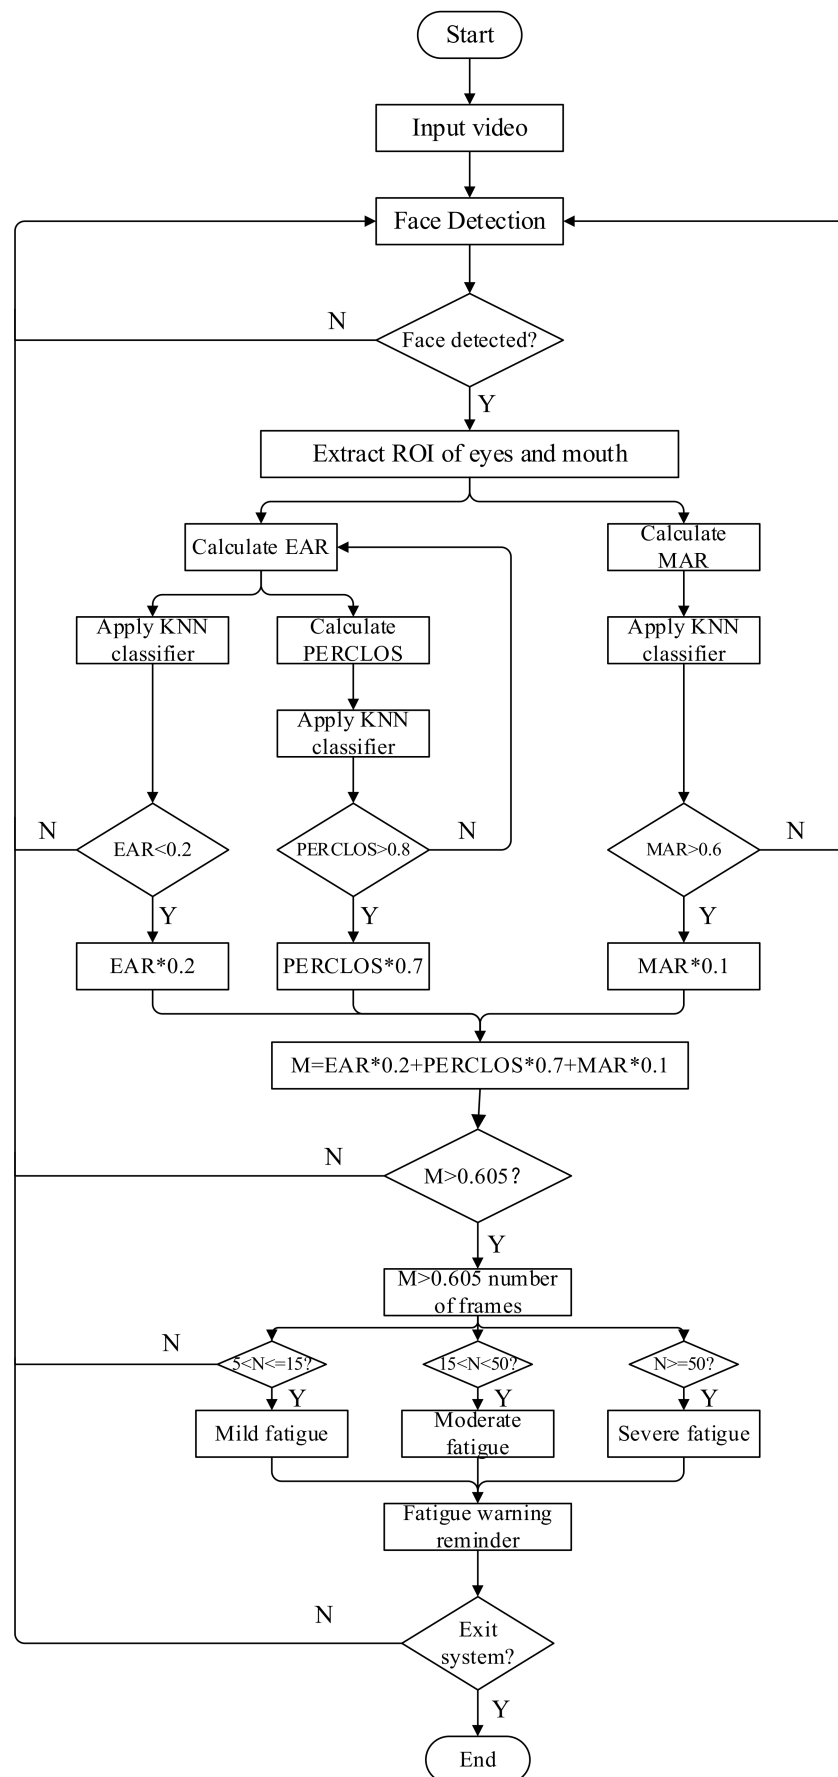 Start
Input video
Face Detection
N
Face detected?
Y
Extract ROI of eyes and mouth
Calculate EAR
Calculate
MAR
Apply KNN
classifier
Calculate
PERCLOS
Apply KNN
classifier
Apply KNN
classifier
N
EAR<0.2
PERCLOS>0.8
N
MAR>0.6
N
Y
Y
Y
EAR*0.2
PERCLOS*0.7
MAR*0.1
M=EAR*0.2+PERCLOS*0.7+MAR*0.1
N
M>0.605?
Y
M>0.605 number
of frames
N
5<N<=15?
15<N<50?
N>=50?
Y
Y
Y
Mild fatigue
Moderate
fatigue
Severe fatigue
Fatigue warning
reminder
N
Exit
system?
Y
End